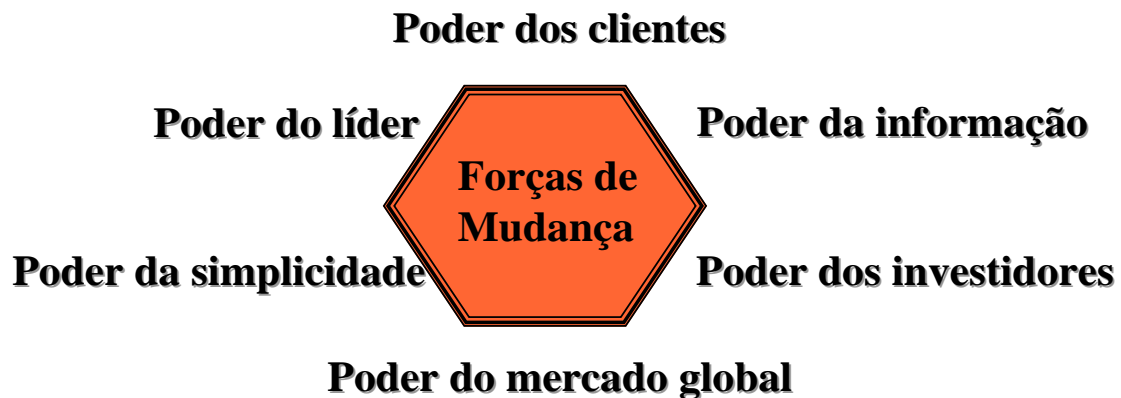 Poder dos clientes
Poder do líder
Poder da informação
Forças de
Mudança
Poder da simplicidade
Poder dos investidores
Poder do mercado global